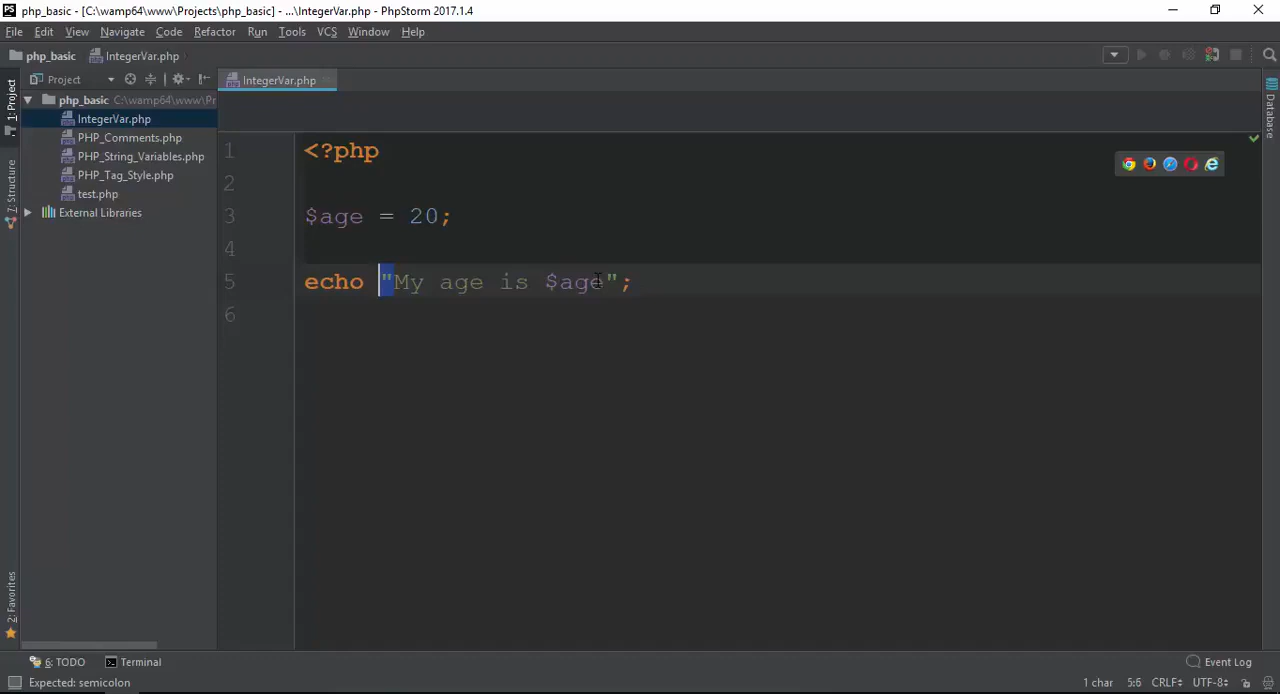 PS php_basic - [C:\wamp64\www\Projects\php_basic] - ...\IntegerVar.php - PhpStorm 2017.1.4
File Edit View Navigate Code Refactor Run Tools VCS Window Help
php_basic IntegerVar.php
1: Project
Project
IntegerVar.php
php_basic C:\wamp64\www\Pr
IntegerVar.php
PHP_Comments.php
PHP_String_Variables.php
PHP_Tag_Style.php
test.php
External Libraries
7: Structure
2: Favorites
1 <?php
2
3 $age = 20;
4
5 echo "My age is $age";
6
Database
6: TODO Terminal Event Log
Expected: semicolon 1 char 5:6 CRLF UTF-8